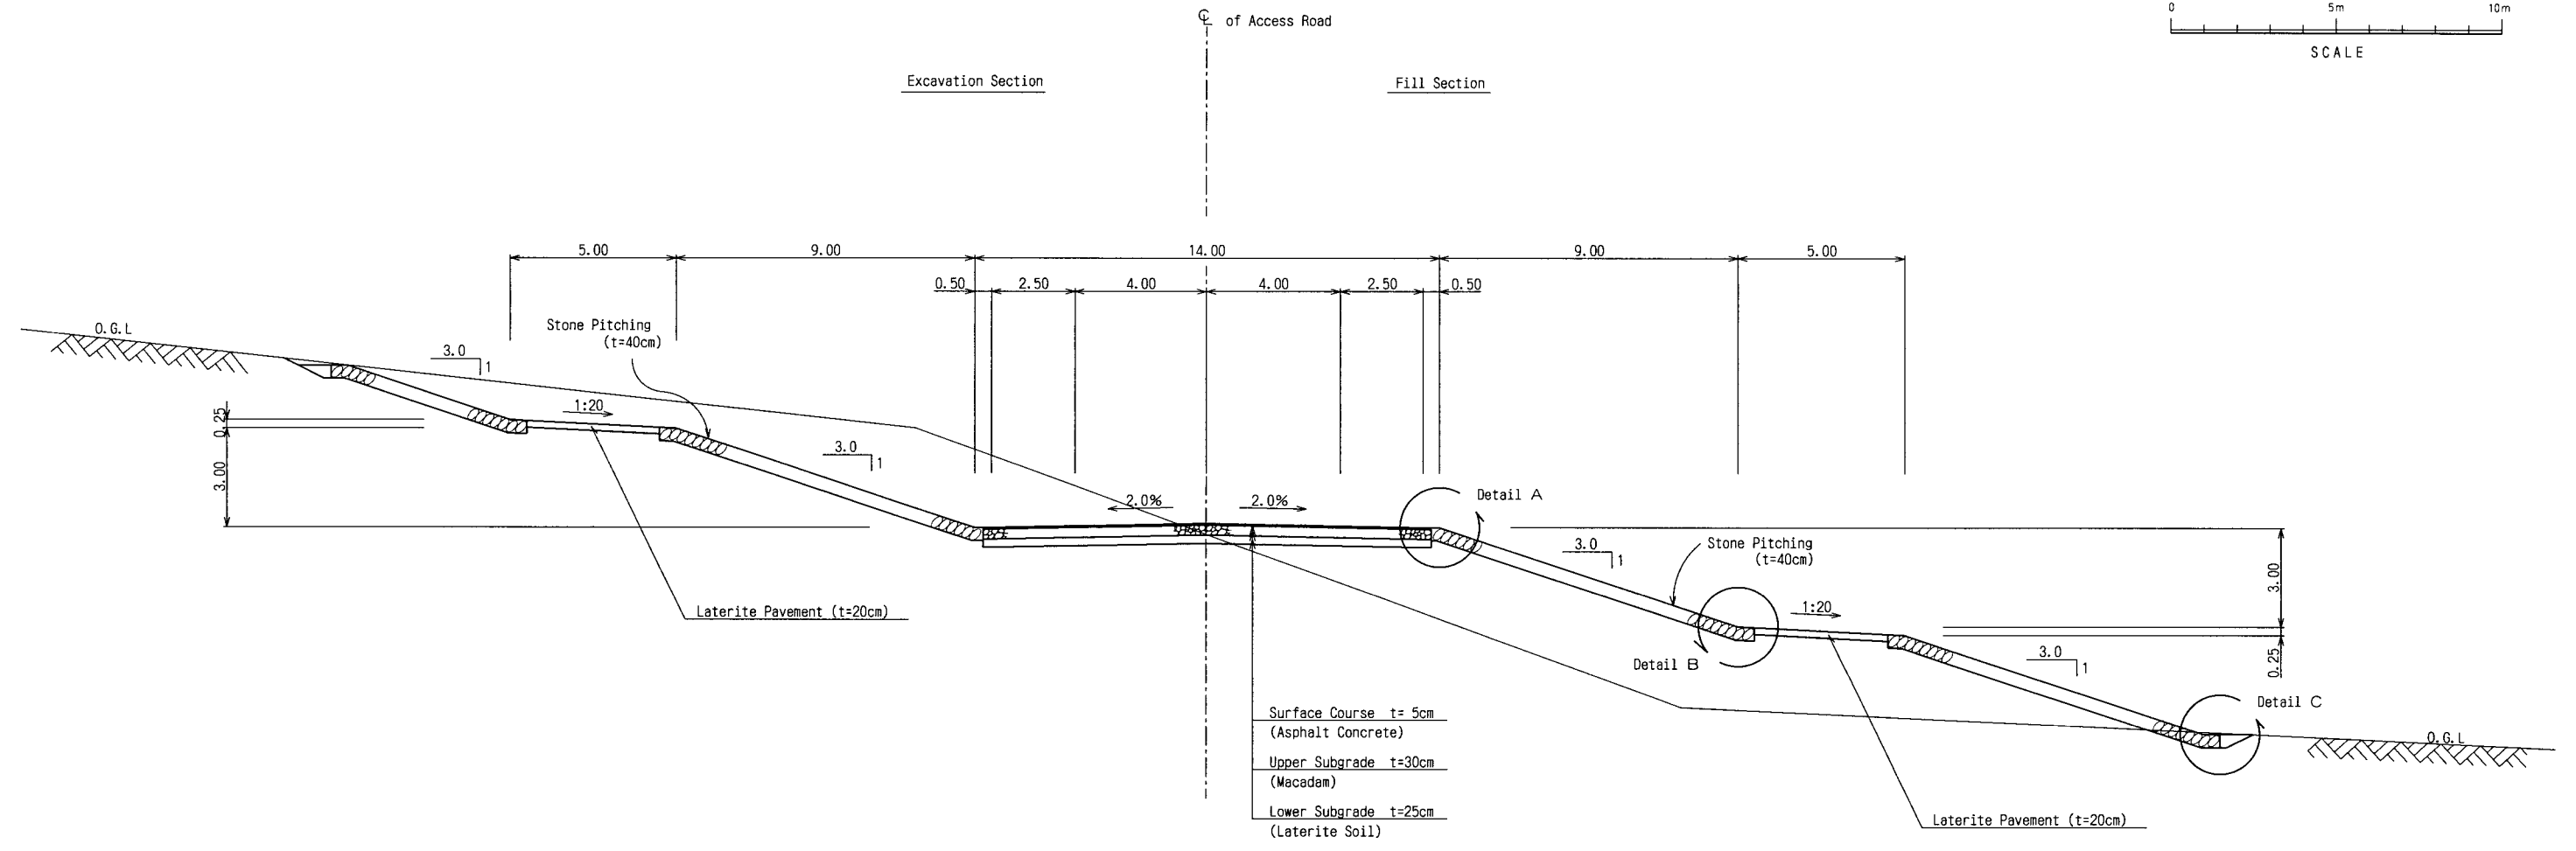 ℄ of Access Road
0 5m 10m
SCALE
Excavation Section
Fill Section
5.00 9.00 14.00 9.00 5.00
0.50 2.50 4.00 4.00 2.50 0.50
O.G.L
Stone Pitching
(t=40cm)
3.0
1
1:20
0.25
3.00
3.0
1
2.0% 2.0%
Detail A
Laterite Pavement (t=20cm)
3.0
1
Stone Pitching
(t=40cm)
3.00
1:20
Detail B
3.0
1
0.25
Detail C
O.G.L
Surface Course t= 5cm
(Asphalt Concrete)
Upper Subgrade t=30cm
(Macadam)
Lower Subgrade t=25cm
(Laterite Soil)
Laterite Pavement (t=20cm)